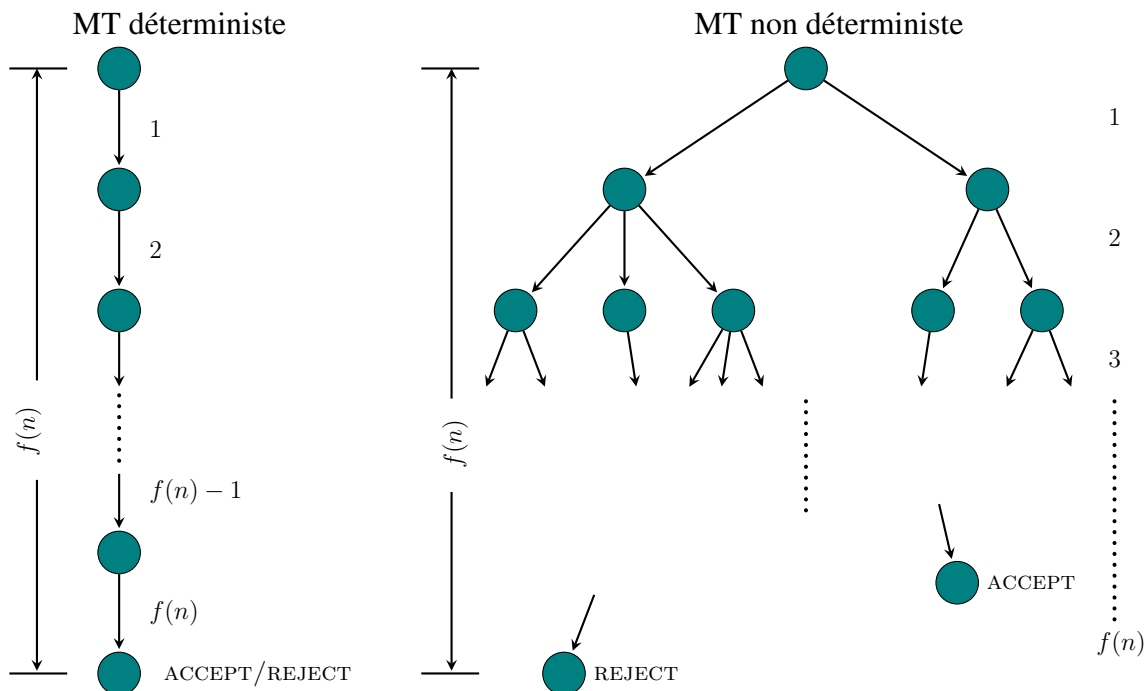 MT déterministe
1
2
f(n)
f(n) − 1
f(n)
ACCEPT/REJECT
MT non déterministe
1
2
3
f(n)
ACCEPT
f(n)
REJECT